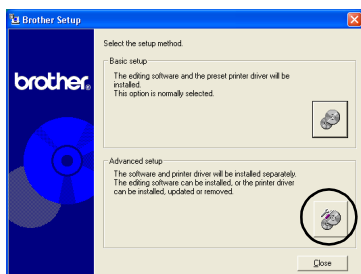 Brother Setup
Select the setup method.
brother.
Basic setup
The editing software and the preset printer driver will be
installed.
This option is normally selected.
Advanced setup
The software and printer driver will be installed separately.
The editing software can be installed, or the printer driver
can be installed, updated or removed.
Close